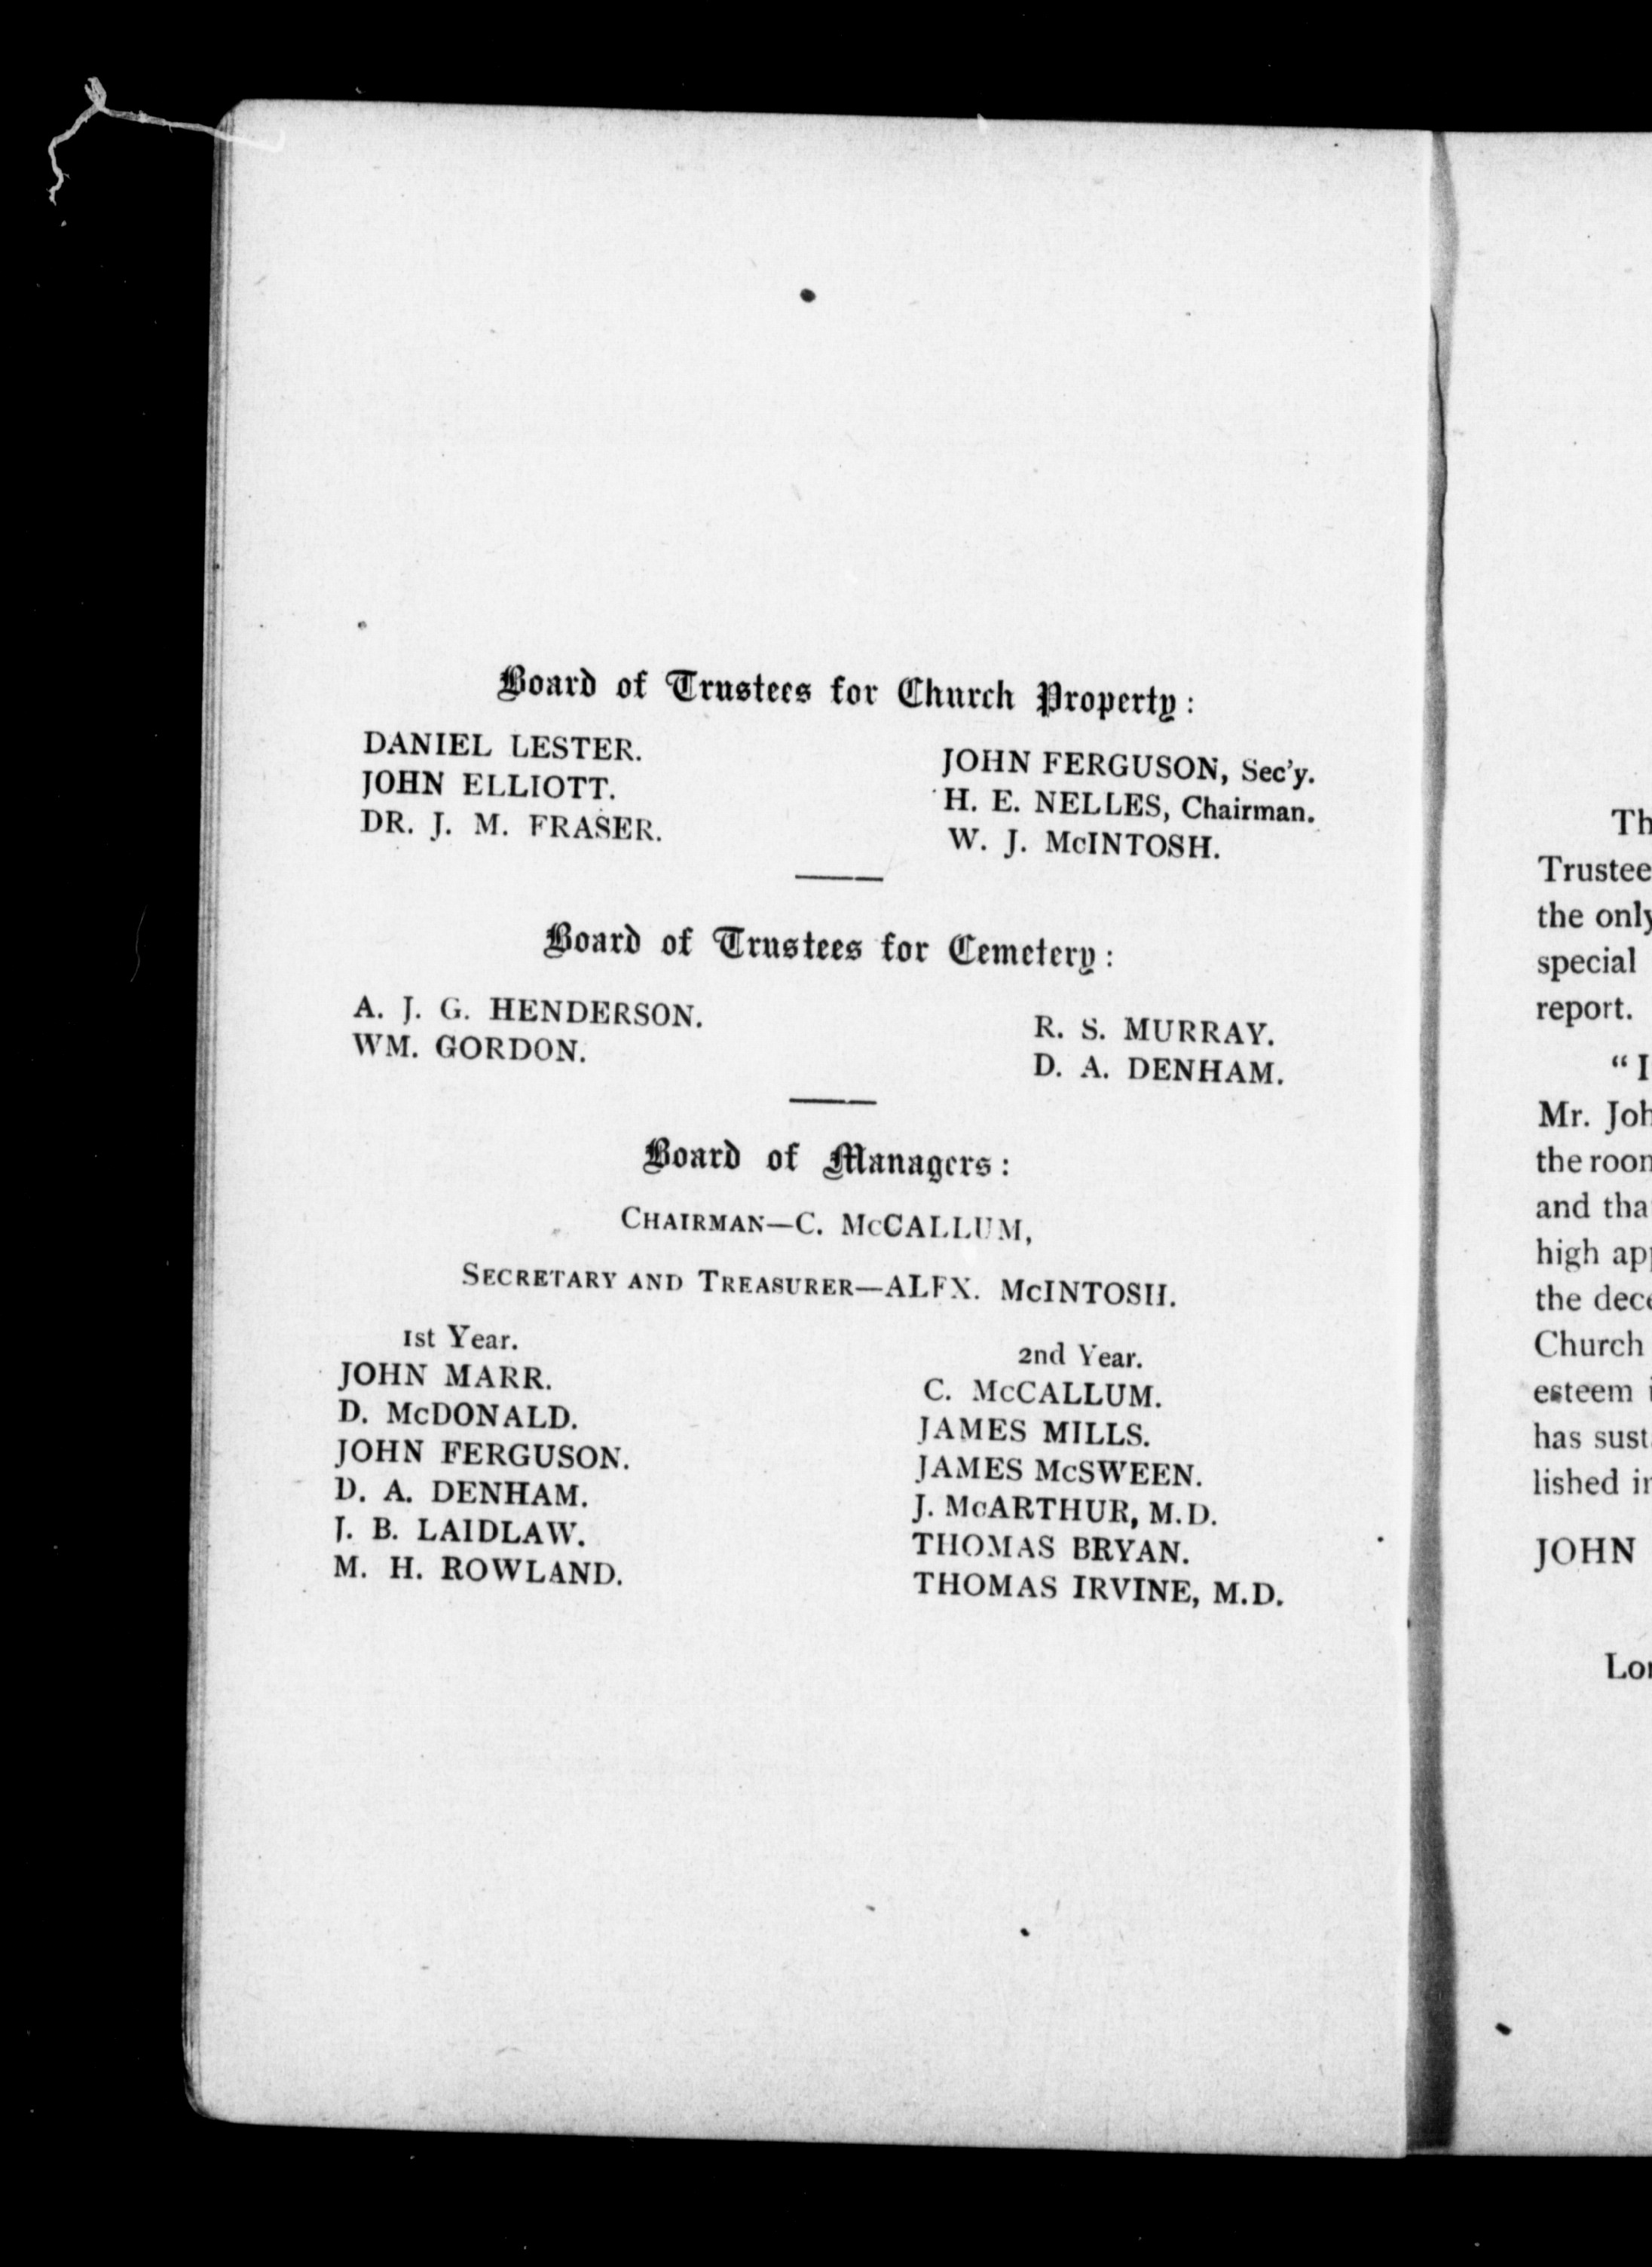 Board of Trustees for Church Property:
DANIEL LESTER.
JOHN ELLIOTT.
DR. J. M. FRASER.
JOHN FERGUSON, Sec'y.
H. E. NELLES, Chairman.
W. J. McINTOSH.
Board of Trustees for Cemetery:
A. J. G. HENDERSON.
WM. GORDON.
R. S. MURRAY.
D. A. DENHAM.
Board of Managers:
CHAIRMAN—C. McCALLUM,
SECRETARY AND TREASURER—ALEX. McINTOSH.
1st Year.
JOHN MARR.
D. McDONALD.
JOHN FERGUSON.
D. A. DENHAM.
J. B. LAIDLAW.
M. H. ROWLAND.
2nd Year.
C. McCALLUM.
JAMES MILLS.
JAMES McSWEEN.
J. McARTHUR, M.D.
THOMAS BRYAN.
THOMAS IRVINE, M.D.
Th
Trustee
the only
special
report.
"I
Mr. Joh
the room
and tha
high app
the dece
Church
esteem i
has sust
lished in
JOHN
Lon